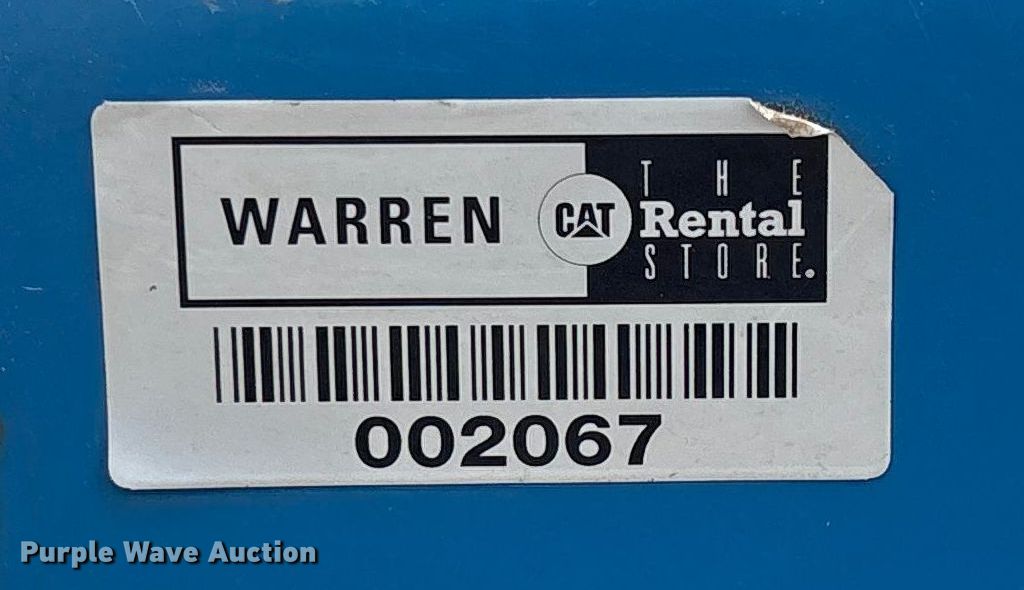 WARREN
CAT
THE
Rental
STORE.
002067
Purple Wave Auction